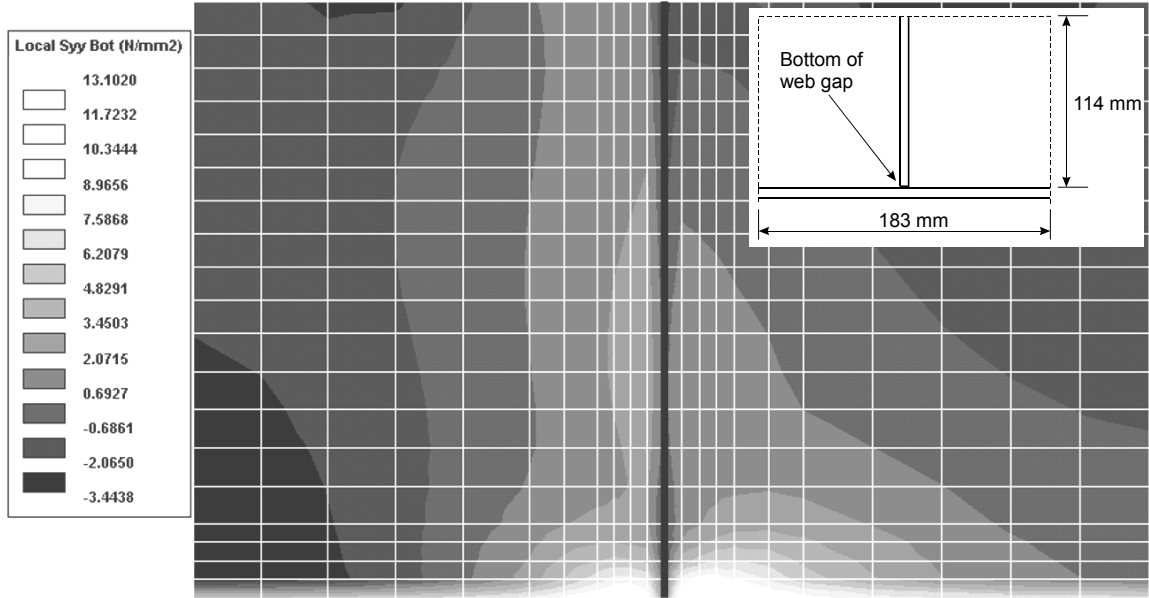 Local Syy Bot (N/mm2)
13.1020
11.7232
10.3444
8.9656
7.5868
6.2079
4.8291
3.4503
2.0715
0.6927
-0.6861
-2.0650
-3.4438
Bottom of
web gap
114 mm
183 mm